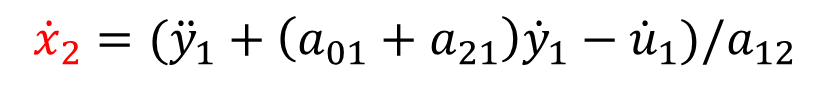 ẋ₂ = (ÿ₁ + (a₀₁ + a₂₁)ẏ₁ − u̇₁)/a₁₂